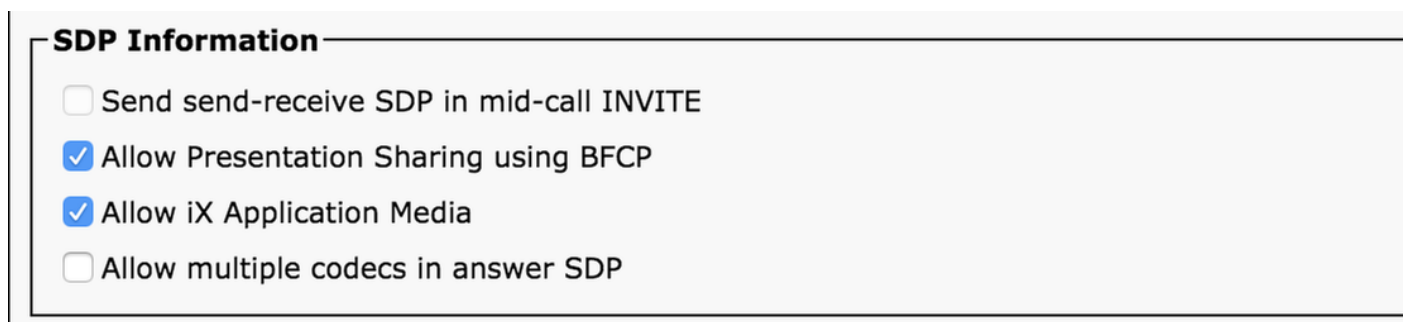 SDP Information
Send send-receive SDP in mid-call INVITE
Allow Presentation Sharing using BFCP
Allow iX Application Media
Allow multiple codecs in answer SDP